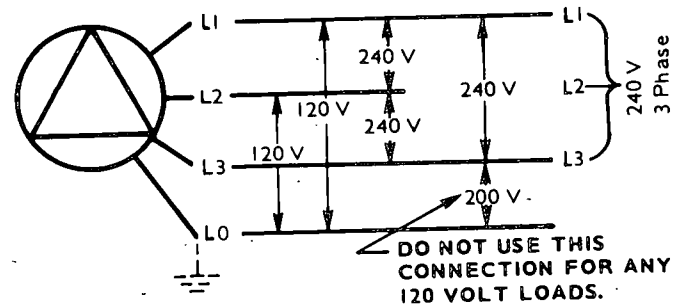 L1
L1
240 V
240 V
L2
L2
120 V
240 V
240 V
3 Phase
120 V
L3
L3
200 V
L0
DO NOT USE THIS
CONNECTION FOR ANY
120 VOLT LOADS.